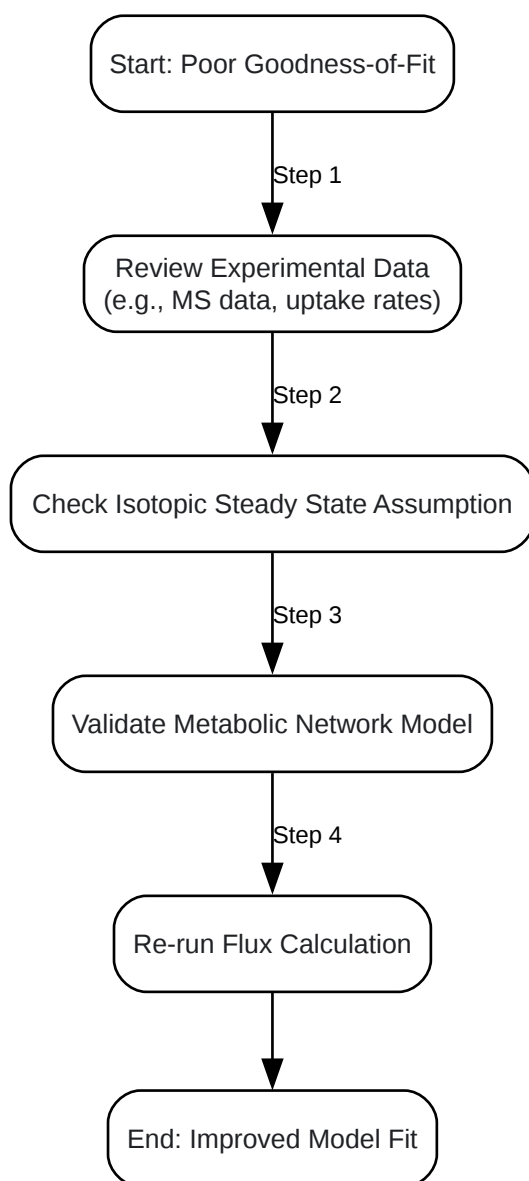 Start: Poor Goodness-of-Fit
Step 1
Review Experimental Data
(e.g., MS data, uptake rates)
Step 2
Check Isotopic Steady State Assumption
Step 3
Validate Metabolic Network Model
Step 4
Re-run Flux Calculation
End: Improved Model Fit